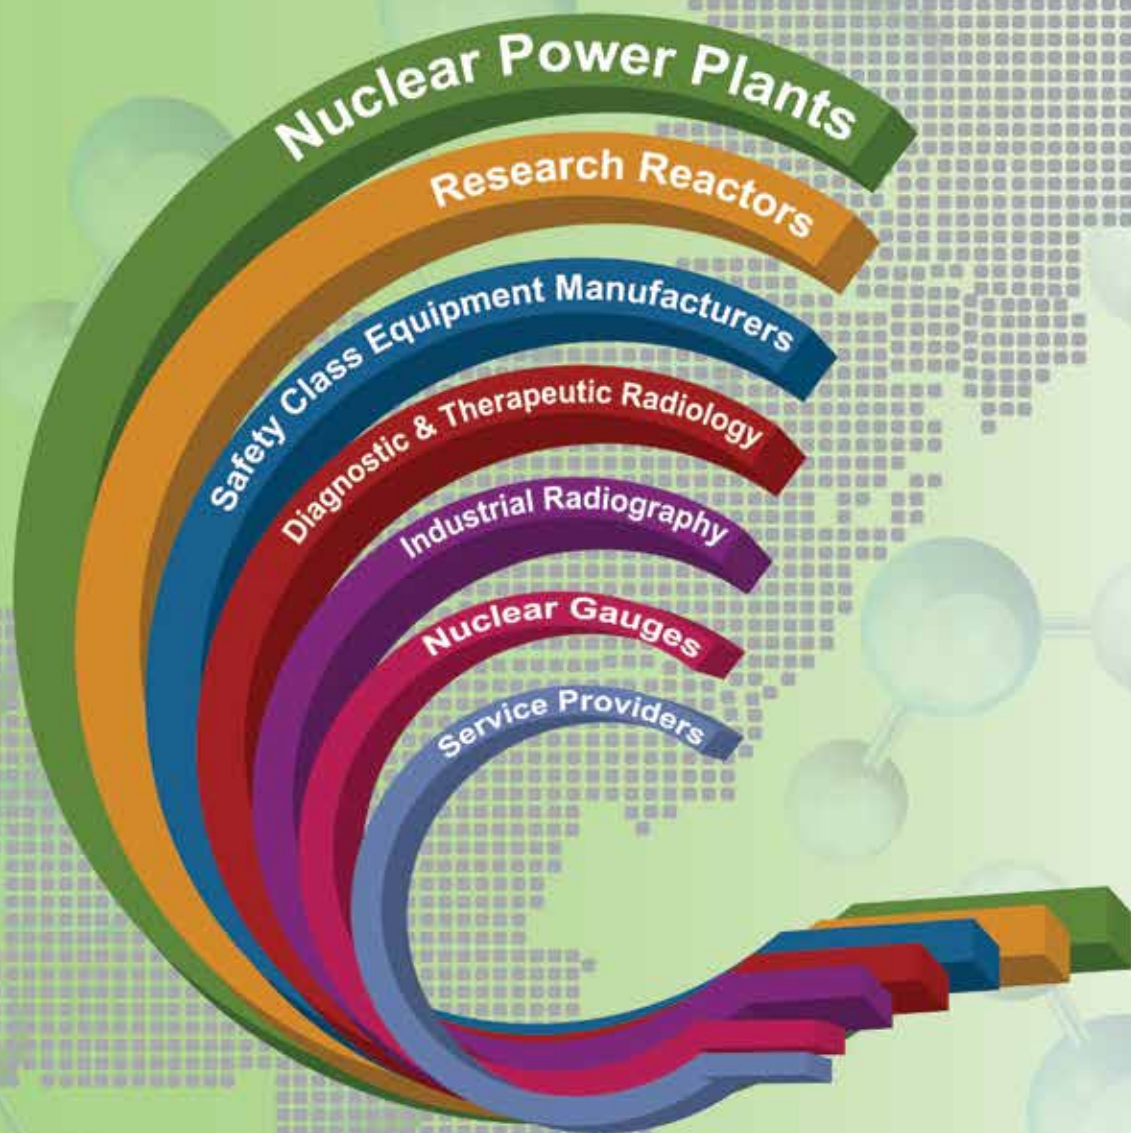 Nuclear Power Plants
Research Reactors
Safety Class Equipment Manufacturers
Diagnostic & Therapeutic Radiology
Industrial Radiography
Nuclear Gauges
Service Providers